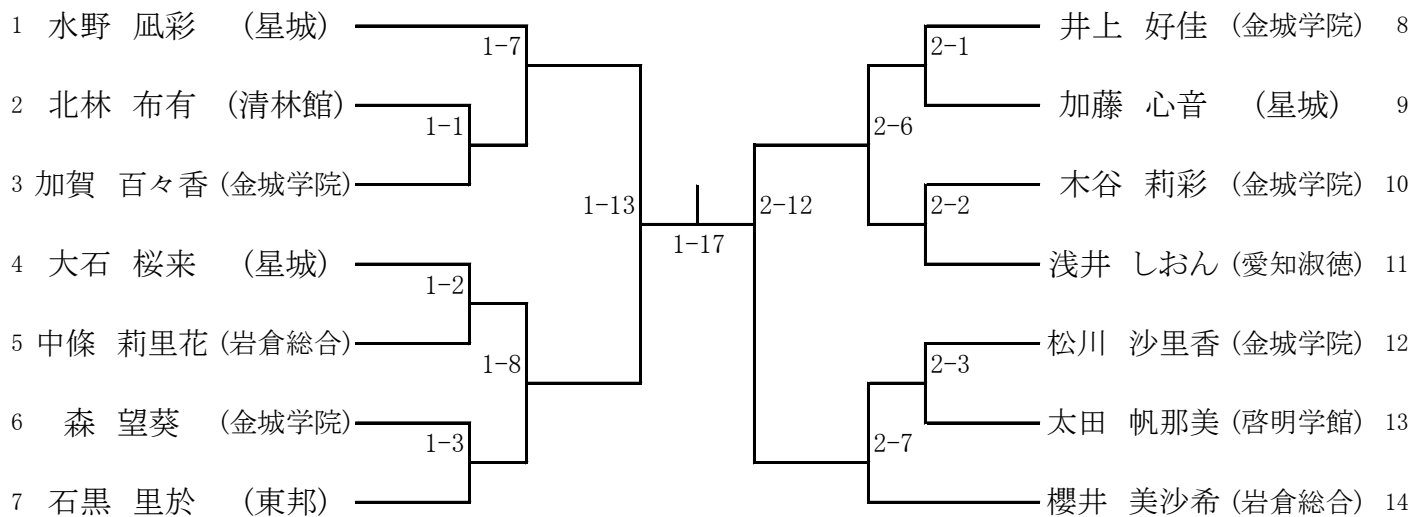 1 水野 凪彩 (星城)
1-7
2 北林 布有 (清林館)
1-1
3 加賀 百々香 (金城学院)
1-13
4 大石 桜来 (星城)
1-2
5 中條 莉里花 (岩倉総合)
1-8
6 森 望葵 (金城学院)
1-3
7 石黒 里於 (東邦)
1-17
井上 好佳 (金城学院) 8
2-1
加藤 心音 (星城) 9
2-6
木谷 莉彩 (金城学院) 10
2-2
2-12
浅井 しおん (愛知淑徳) 11
松川 沙里香 (金城学院) 12
2-3
太田 帆那美 (啓明学館) 13
2-7
櫻井 美沙希 (岩倉総合) 14